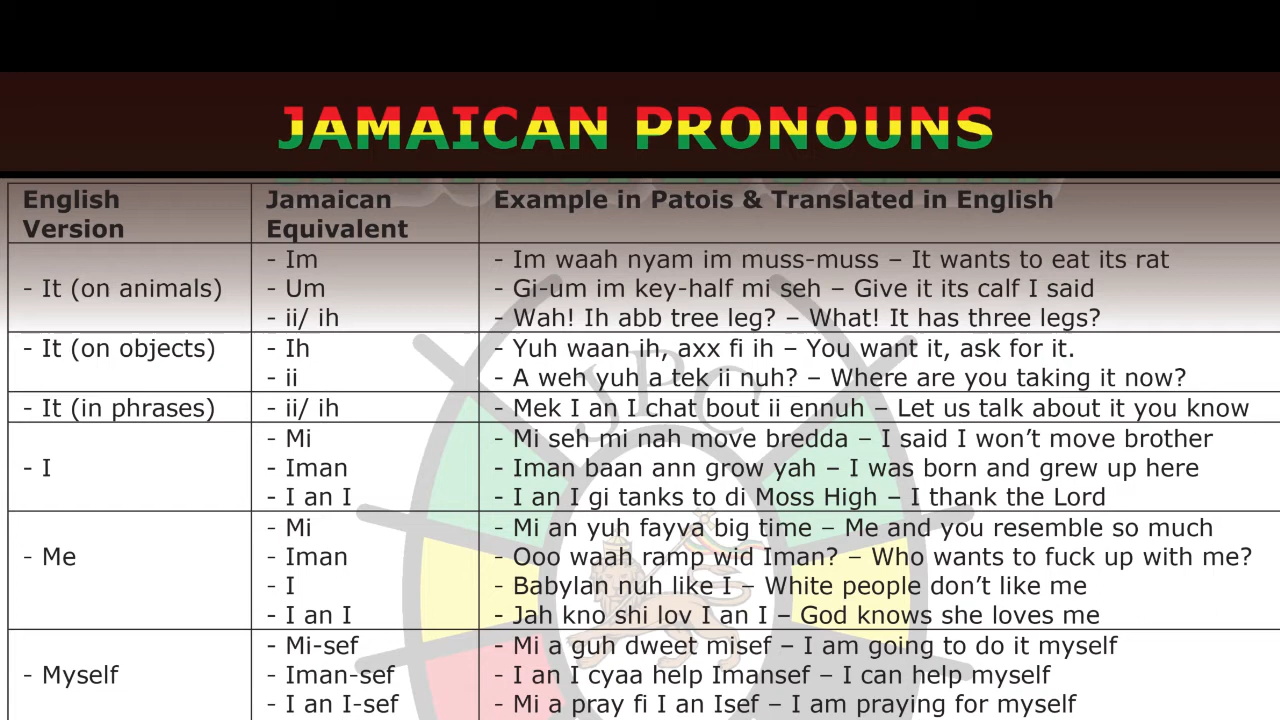 JAMAICAN PRONOUNS
English Version | Jamaican Equivalent | Example in Patois & Translated in English
- It (on animals)
- Im
- Um
- ii/ ih
- Im waah nyam im muss-muss – It wants to eat its rat
- Gi-um im key-half mi seh – Give it its calf I said
- Wah! Ih abb tree leg? – What! It has three legs?
- It (on objects)
- Ih
- ii
- Yuh waan ih, axx fi ih – You want it, ask for it.
- A weh yuh a tek ii nuh? – Where are you taking it now?
- It (in phrases)
- ii/ ih
- Mek I an I chat bout ii ennuh – Let us talk about it you know
- I
- Mi
- Iman
- I an I
- Mi seh mi nah move bredda – I said I won't move brother
- Iman baan ann grow yah – I was born and grew up here
- I an I gi tanks to di Moss High – I thank the Lord
- Me
- Mi
- Iman
- I
- I an I
- Mi an yuh fayva big time – Me and you resemble so much
- Ooo waah ramp wid Iman? – Who wants to fuck up with me?
- Babylan nuh like I – White people don't like me
- Jah kno shi lov I an I – God knows she loves me
- Myself
- Mi-sef
- Iman-sef
- I an I-sef
- Mi a guh dweet misef – I am going to do it myself
- I an I cyaa help Imansef – I can help myself
- Mi a pray fi I an Isef – I am praying for myself
JPC